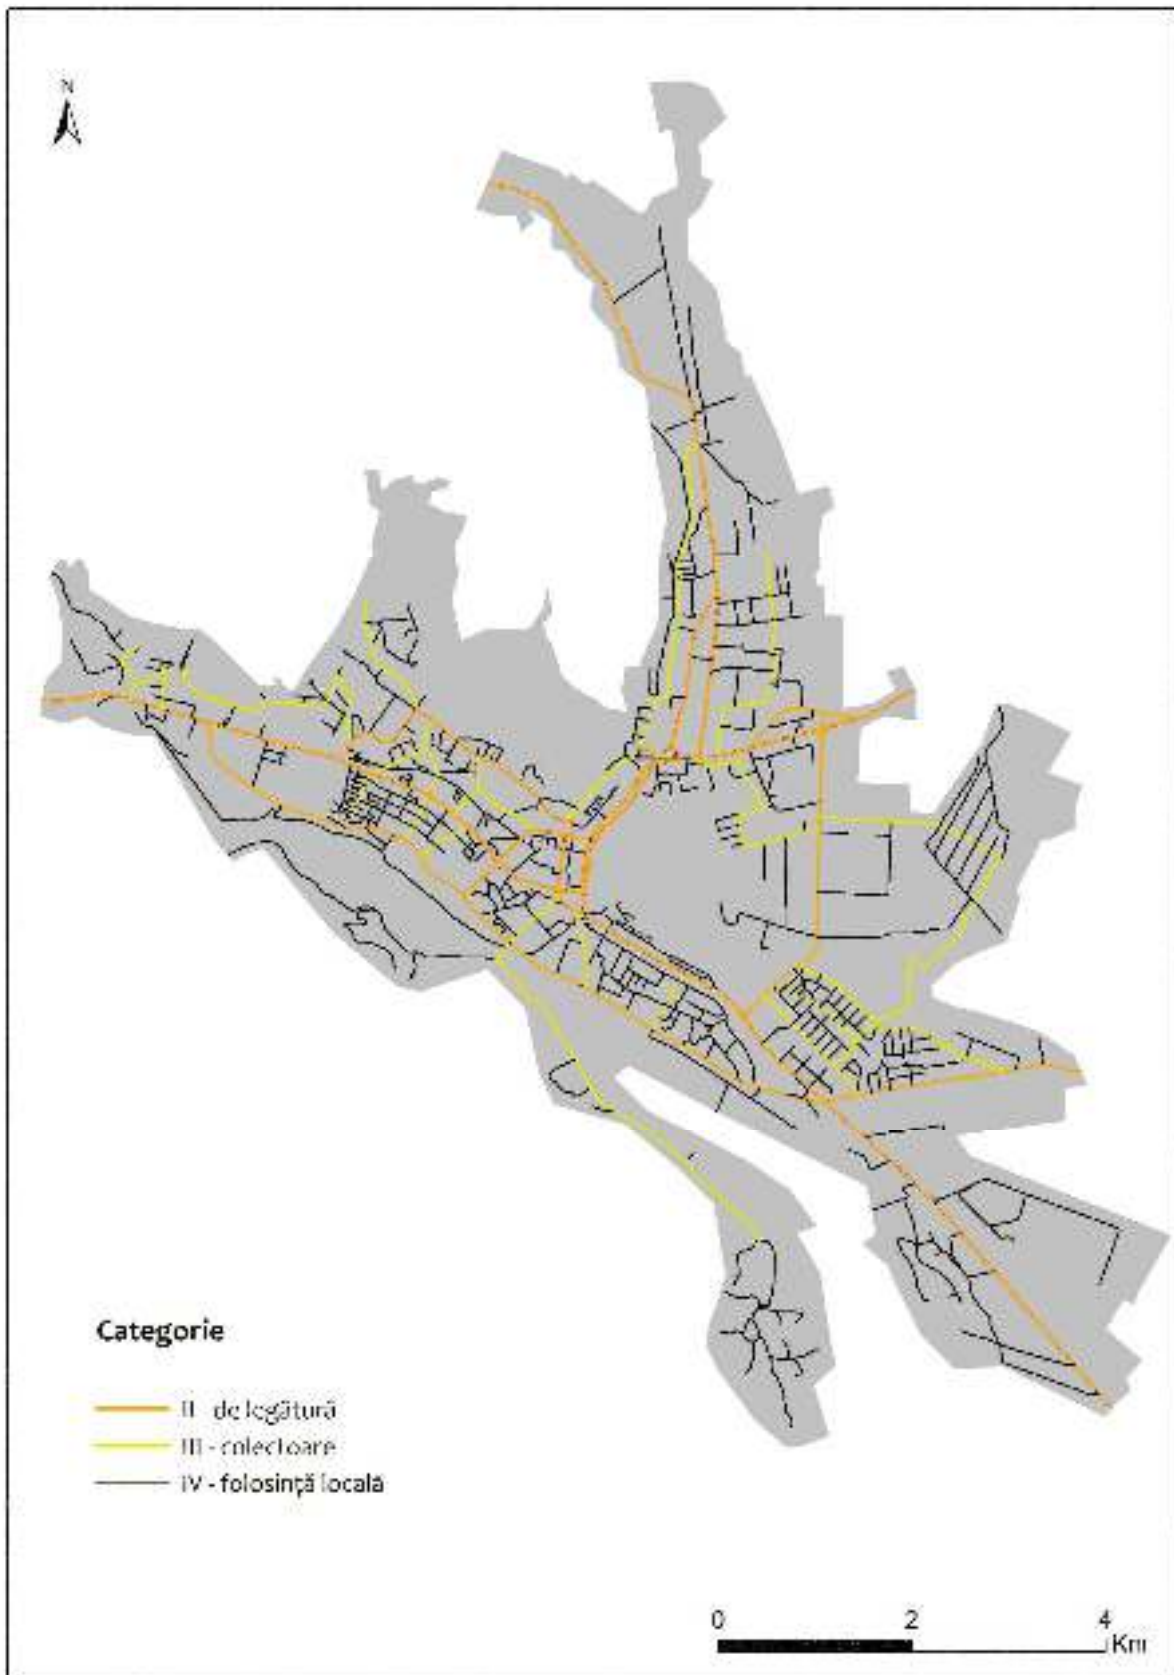 N
Categorie
II - de legătură
III - colectoare
IV - folosință locală
0 2 4
Km